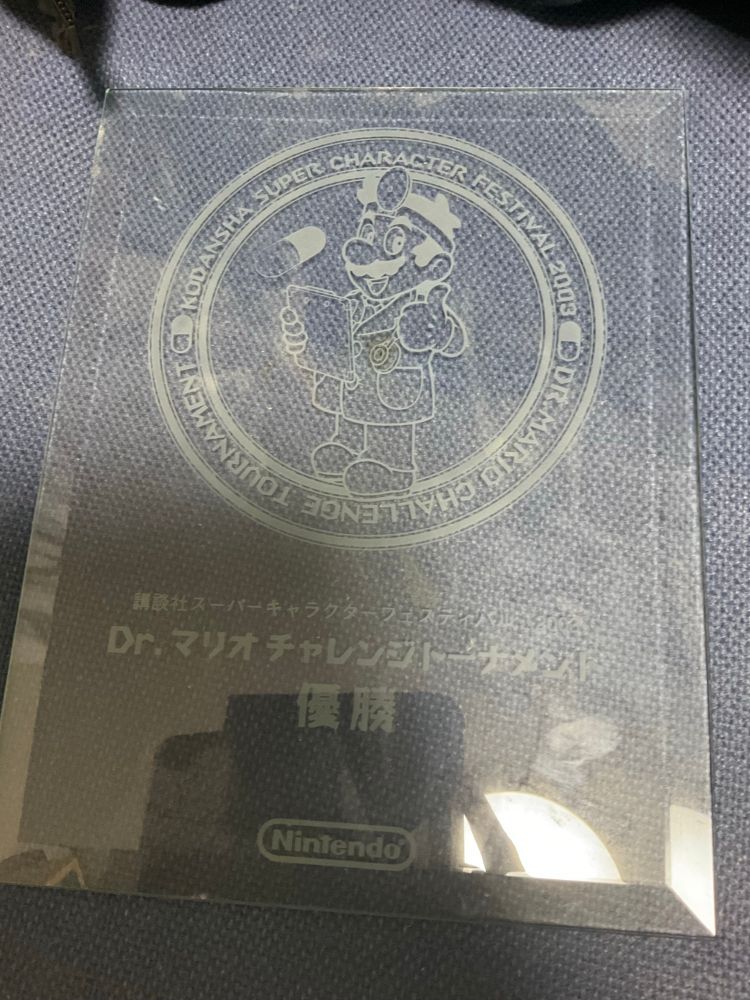 KODANSHA SUPER CHARACTER FESTIVAL 2003
DR.MARIO CHALLENGE TOURNAMENT
講談社スーパーキャラクターフェスティバル 2003
Dr.マリオ チャレンジトーナメント
優勝
Nintendo